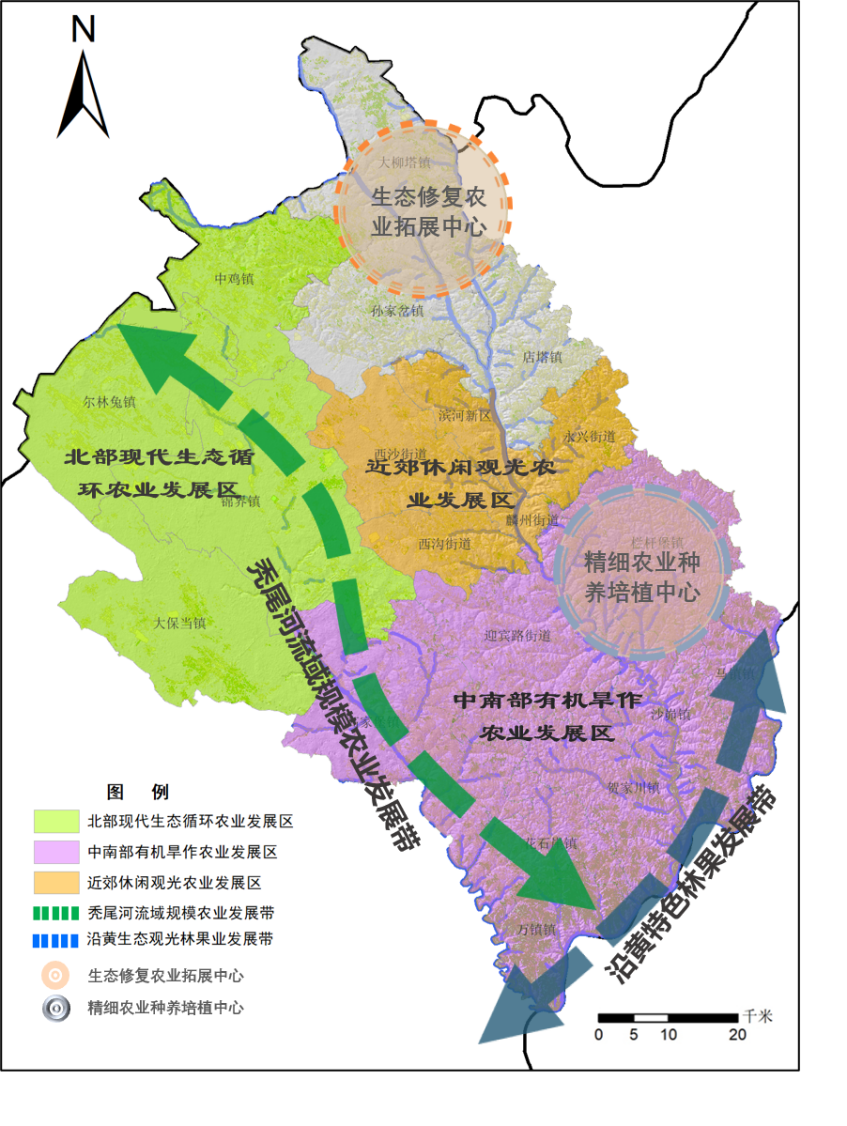 N
大柳塔镇
生态修复农
业拓展中心
中鸡镇
孙家岔镇
店塔镇
尔林兔镇
滨河新区
永兴街道
西沙街道
北部现代生态循
环农业发展区
近郊休闲观光农
业发展区
锦界镇
麟州街道
西沟街道
栏杆堡镇
精细农业种
养培植中心
大保当镇
迎宾路街道
秃尾河流域规模农业发展带
中南部有机旱作
农业发展区
沙峁镇
贺家川镇
花石崖镇
万镇镇
沿黄特色林果发展带
图 例
北部现代生态循环农业发展区
中南部有机旱作农业发展区
近郊休闲观光农业发展区
秃尾河流域规模农业发展带
沿黄生态观光林果业发展带
生态修复农业拓展中心
精细农业种养培植中心
千米
0 5 10 20